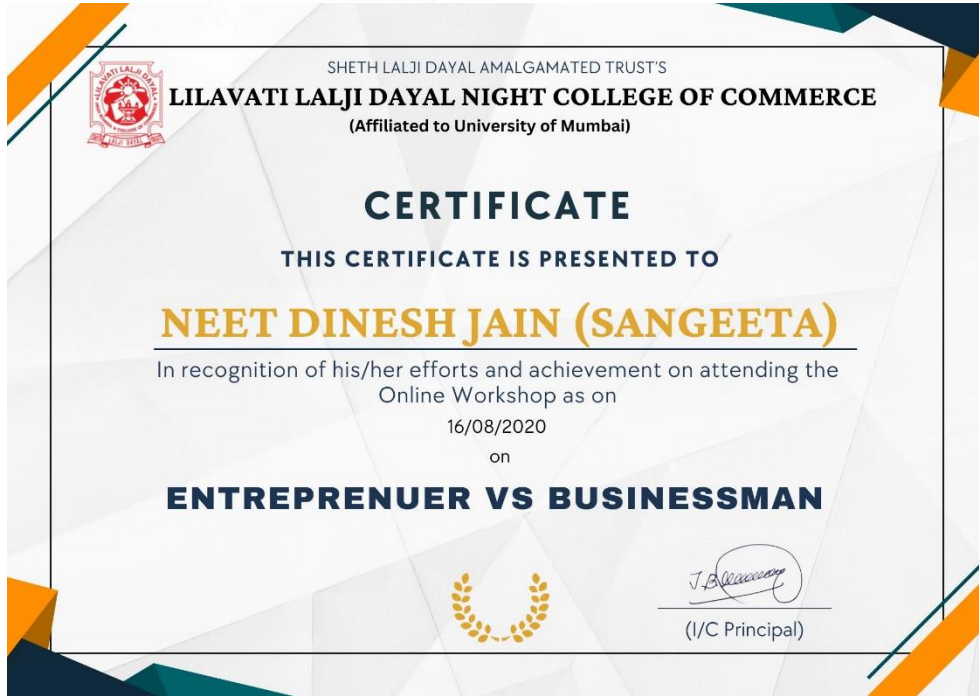 SHETH LALJI DAYAL AMALGAMATED TRUST'S
LILAVATI LALJI DAYAL NIGHT COLLEGE OF COMMERCE
(Affiliated to University of Mumbai)
CERTIFICATE
THIS CERTIFICATE IS PRESENTED TO
NEET DINESH JAIN (SANGEETA)
In recognition of his/her efforts and achievement on attending the
Online Workshop as on
16/08/2020
on
ENTREPRENUER VS BUSINESSMAN
(I/C Principal)